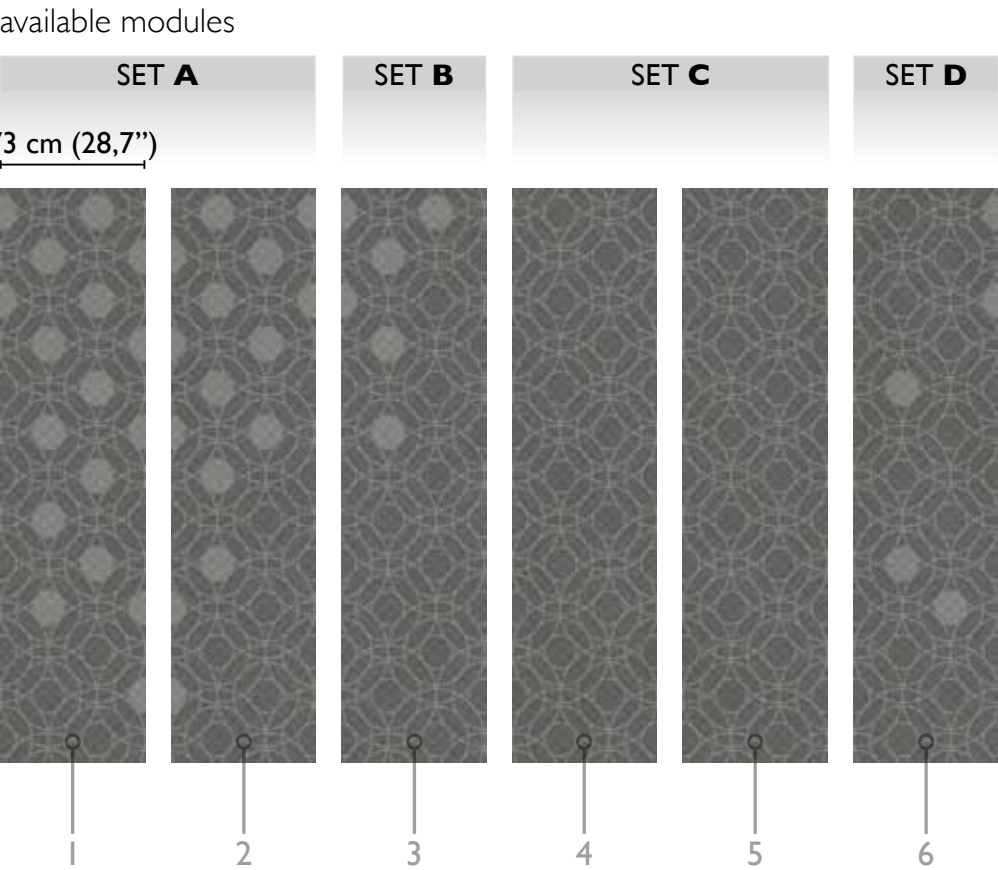 available modules
SET A
SET B
SET C
SET D
3 cm (28,7”)
1
2
3
4
5
6